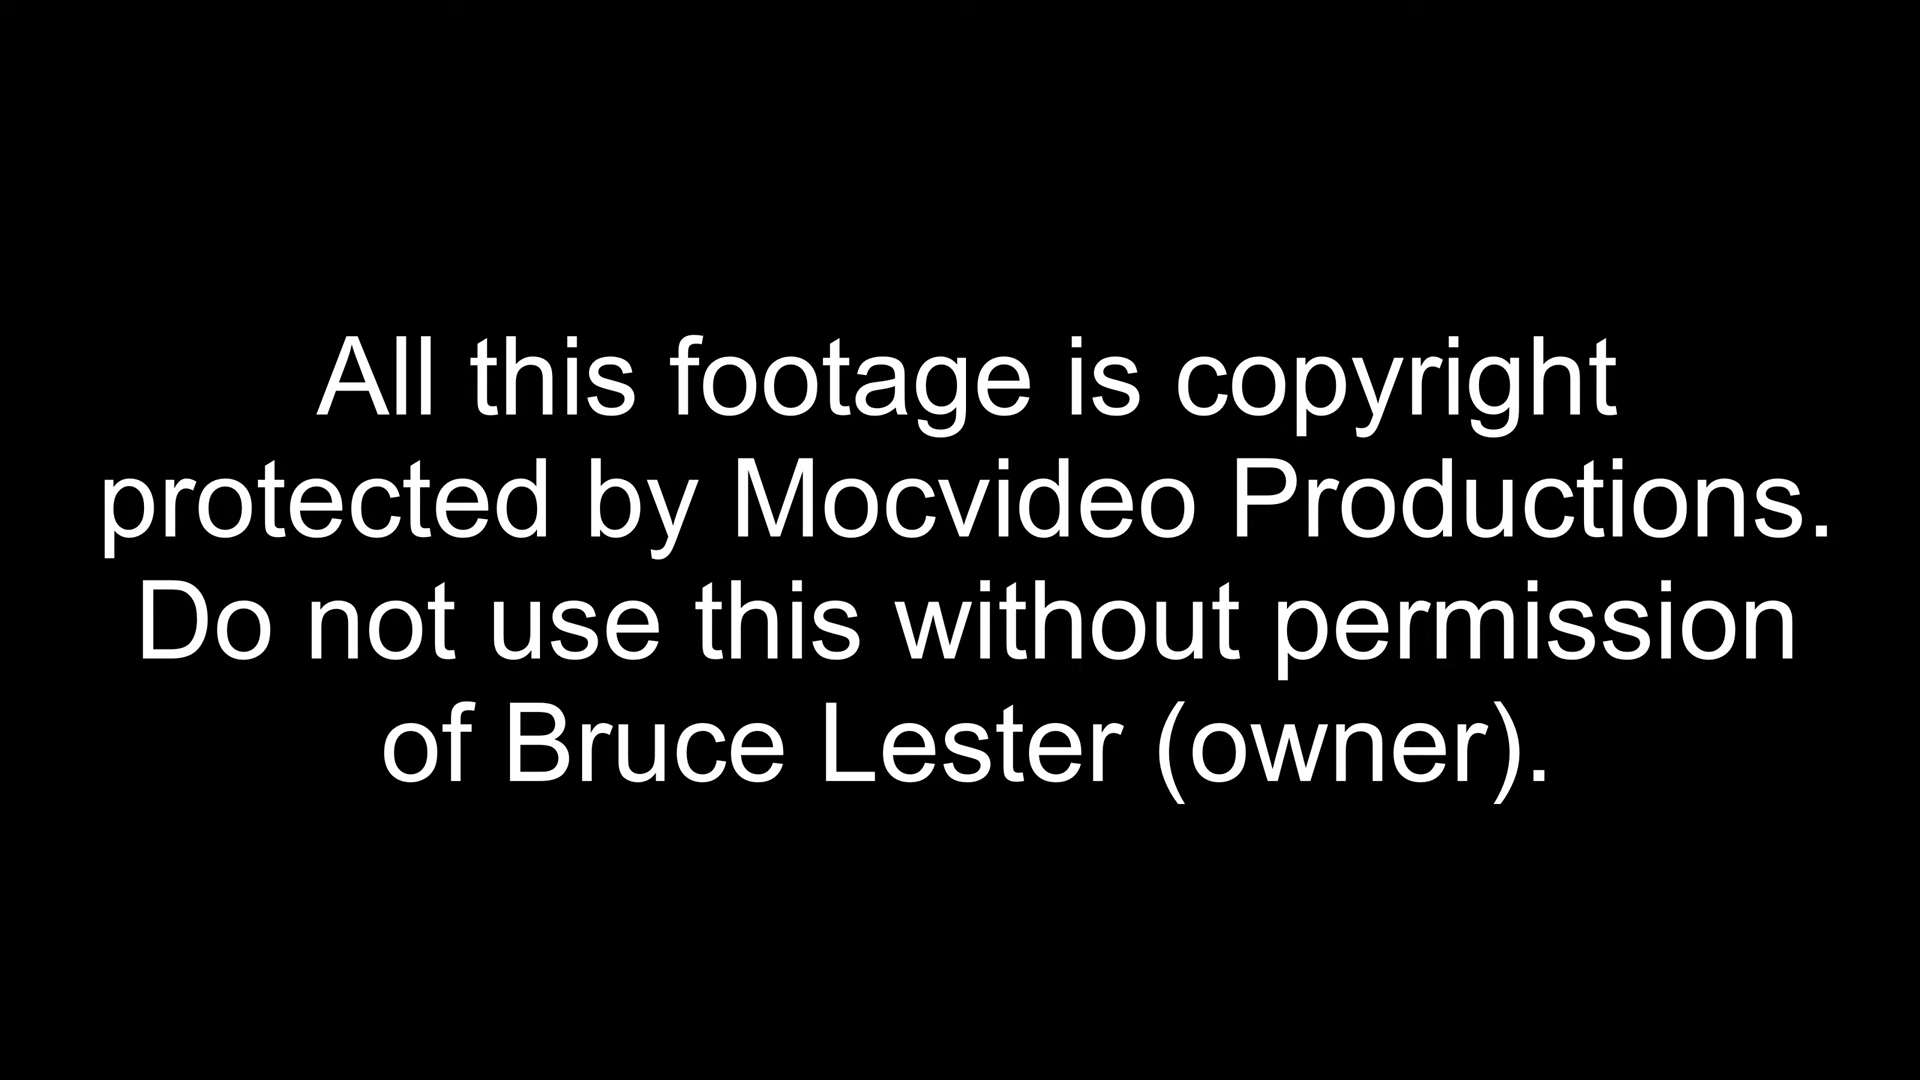 All this footage is copyright
protected by Mocvideo Productions.
Do not use this without permission
of Bruce Lester (owner).